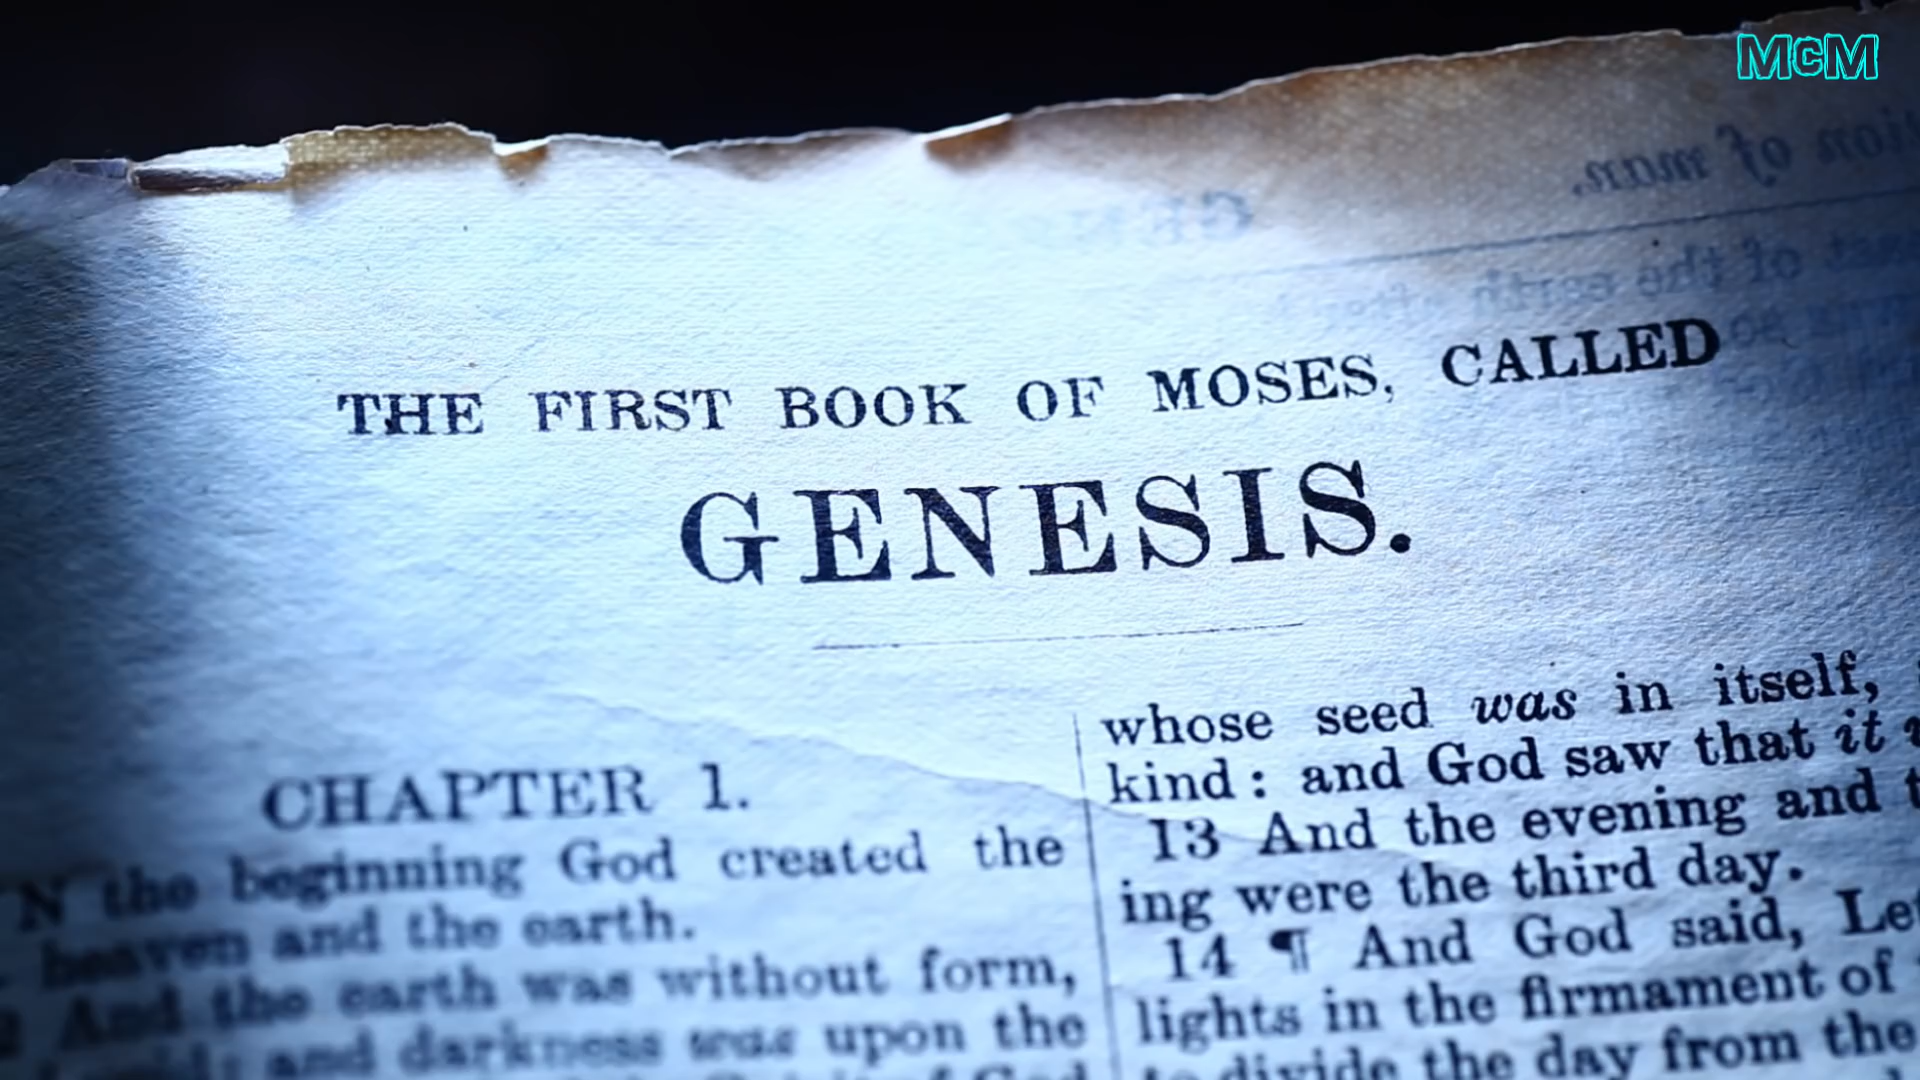 McM
THE FIRST BOOK OF MOSES, CALLED
GENESIS.
CHAPTER 1.
N the beginning God created the
heaven and the earth.
And the earth was without form,
and darkness was upon the
whose seed was in itself,
kind: and God saw that it
13 And the evening and
ing were the third day.
14 ¶ And God said, Let
lights in the firmament of
to divide the day from the